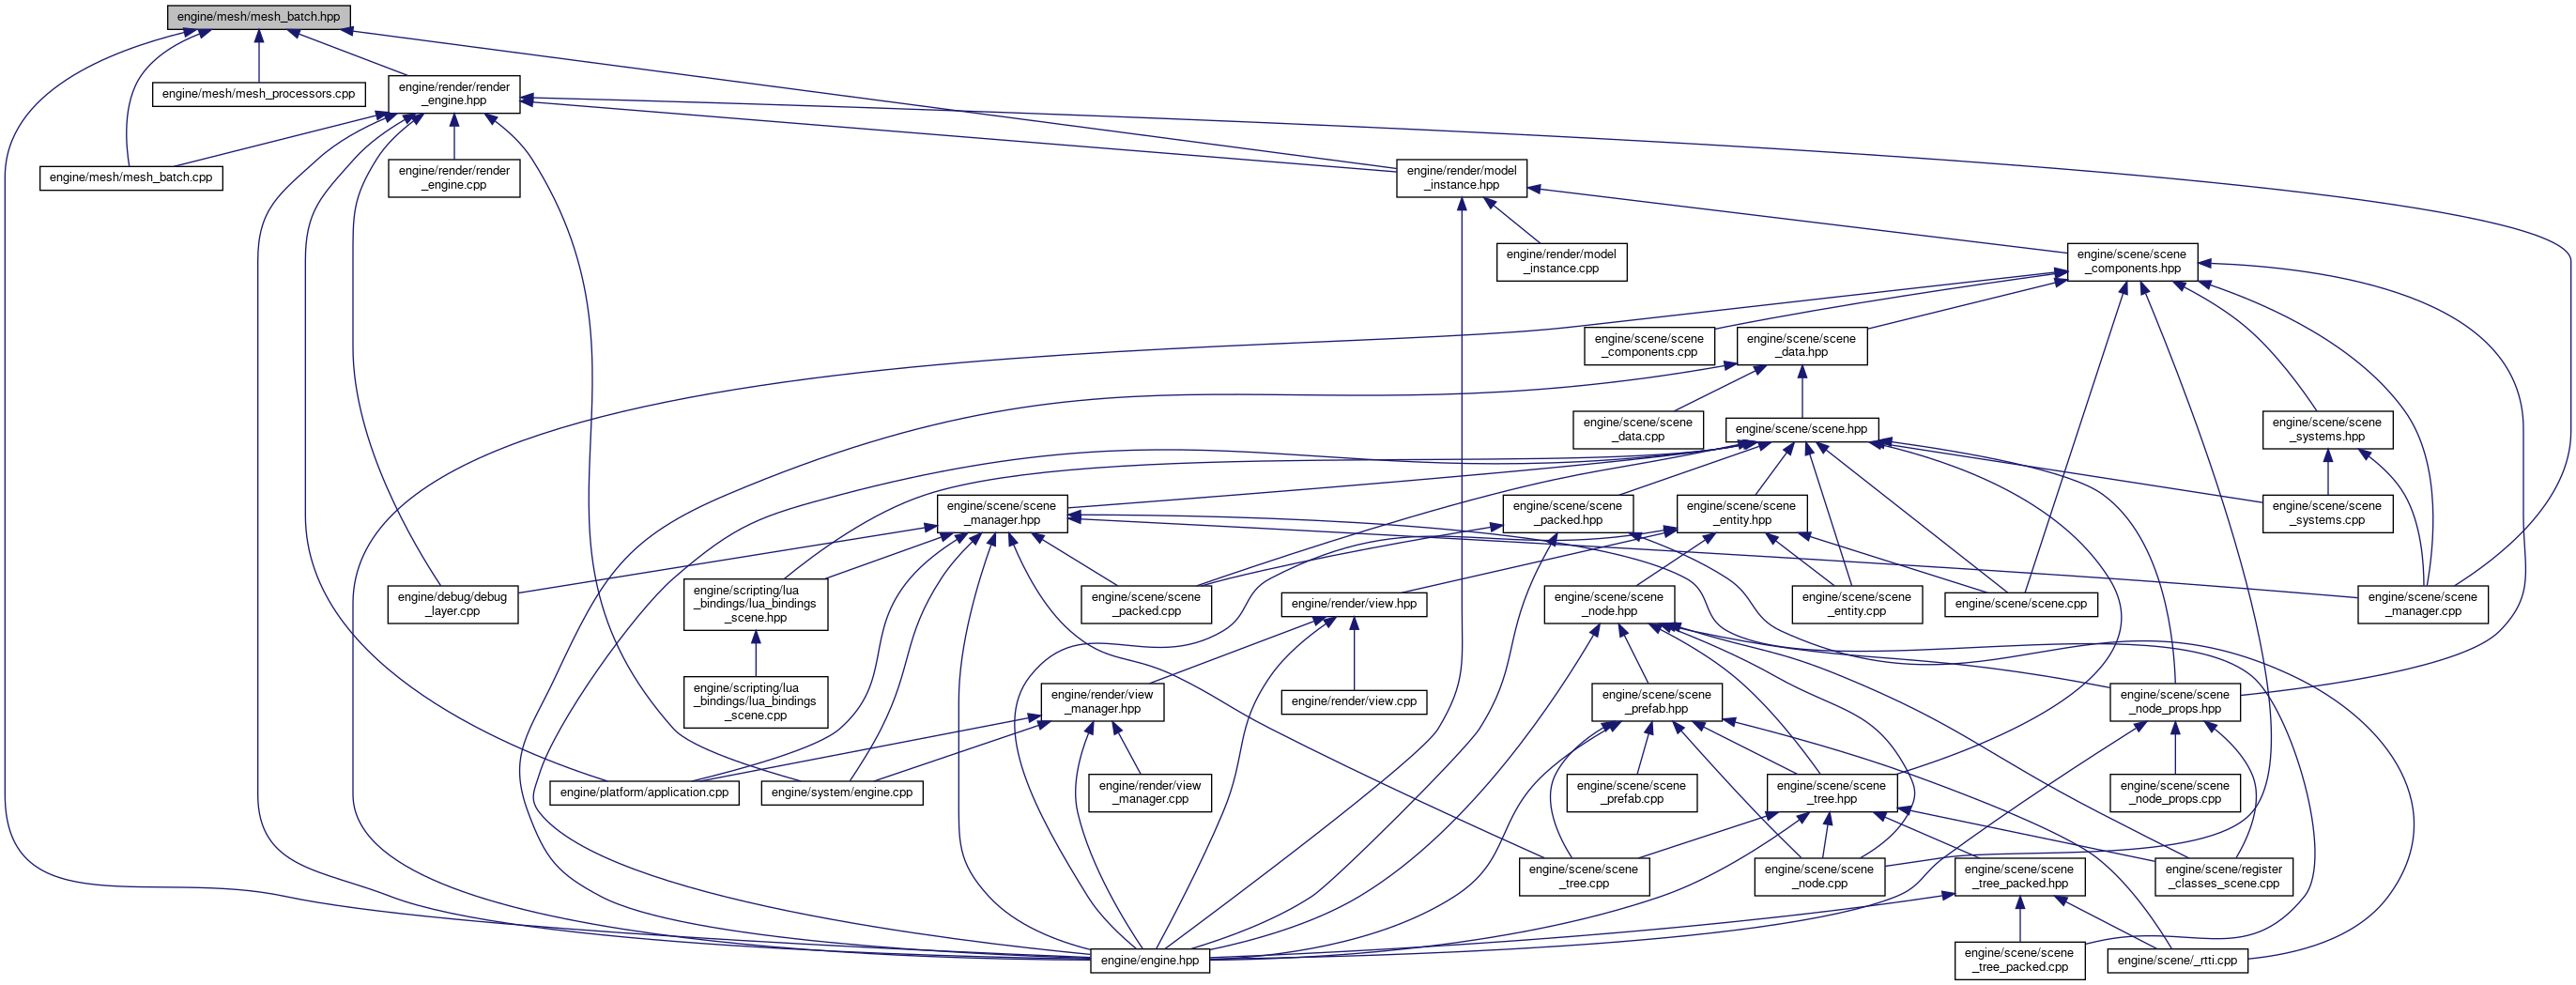 engine/mesh/mesh_batch.hpp
engine/mesh/mesh_processors.cpp
engine/render/render
_engine.hpp
engine/mesh/mesh_batch.cpp
engine/render/render
_engine.cpp
engine/render/model
_instance.hpp
engine/render/model
_instance.cpp
engine/scene/scene
_components.hpp
engine/scene/scene
_components.cpp
engine/scene/scene
_data.hpp
engine/scene/scene
_data.cpp
engine/scene/scene.hpp
engine/scene/scene
_systems.hpp
engine/scene/scene
_manager.hpp
engine/scene/scene
_packed.hpp
engine/scene/scene
_entity.hpp
engine/scene/scene
_systems.cpp
engine/debug/debug
_layer.cpp
engine/scripting/lua
_bindings/lua_bindings
_scene.hpp
engine/scene/scene
_packed.cpp
engine/render/view.hpp
engine/scene/scene
_node.hpp
engine/scene/scene
_entity.cpp
engine/scene/scene.cpp
engine/scene/scene
_manager.cpp
engine/scripting/lua
_bindings/lua_bindings
_scene.cpp
engine/render/view
_manager.hpp
engine/render/view.cpp
engine/scene/scene
_prefab.hpp
engine/scene/scene
_node_props.hpp
engine/platform/application.cpp
engine/system/engine.cpp
engine/render/view
_manager.cpp
engine/scene/scene
_prefab.cpp
engine/scene/scene
_tree.hpp
engine/scene/scene
_node_props.cpp
engine/scene/scene
_tree.cpp
engine/scene/scene
_node.cpp
engine/scene/scene
_tree_packed.hpp
engine/scene/register
_classes_scene.cpp
engine/engine.hpp
engine/scene/scene
_tree_packed.cpp
engine/scene/_rtti.cpp